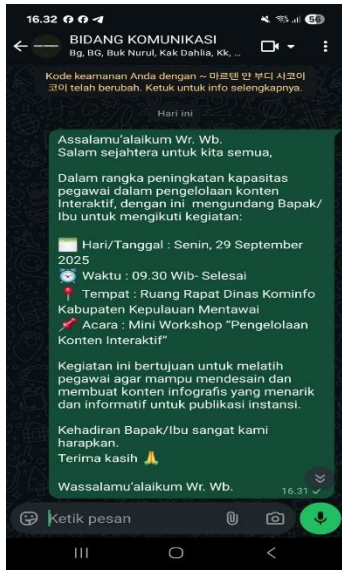 16.32
56
BIDANG KOMUNIKASI
Bg, BG, Buk Nurul, Kak Dahlia, Kk, ...
Kode keamanan Anda dengan ~ 마르텐 얀 부디 사코이
코이 telah berubah. Ketuk untuk info selengkapnya.
Hari ini
Assalamu'alaikum Wr. Wb.
Salam sejahtera untuk kita semua,
Dalam rangka peningkatan kapasitas
pegawai dalam pengelolaan konten
Interaktif, dengan ini mengundang Bapak/
Ibu untuk mengikuti kegiatan:
Hari/Tanggal : Senin, 29 September
2025
Waktu : 09.30 Wib- Selesai
Tempat : Ruang Rapat Dinas Kominfo
Kabupaten Kepulauan Mentawai
Acara : Mini Workshop "Pengelolaan
Konten Interaktif"
Kegiatan ini bertujuan untuk melatih
pegawai agar mampu mendesain dan
membuat konten infografis yang menarik
dan informatif untuk publikasi instansi.
Kehadiran Bapak/Ibu sangat kami
harapkan.
Terima kasih 🙏
Wassalamu'alaikum Wr. Wb.
16.31
Ketik pesan